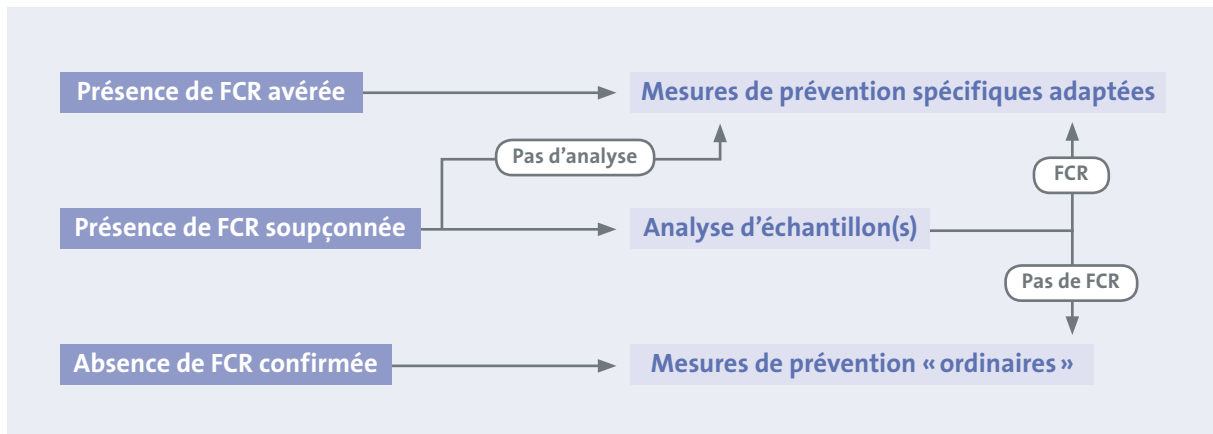 Présence de FCR avérée
Mesures de prévention spécifiques adaptées
Pas d’analyse
FCR
Présence de FCR soupçonnée
Analyse d’échantillon(s)
Pas de FCR
Absence de FCR confirmée
Mesures de prévention « ordinaires »